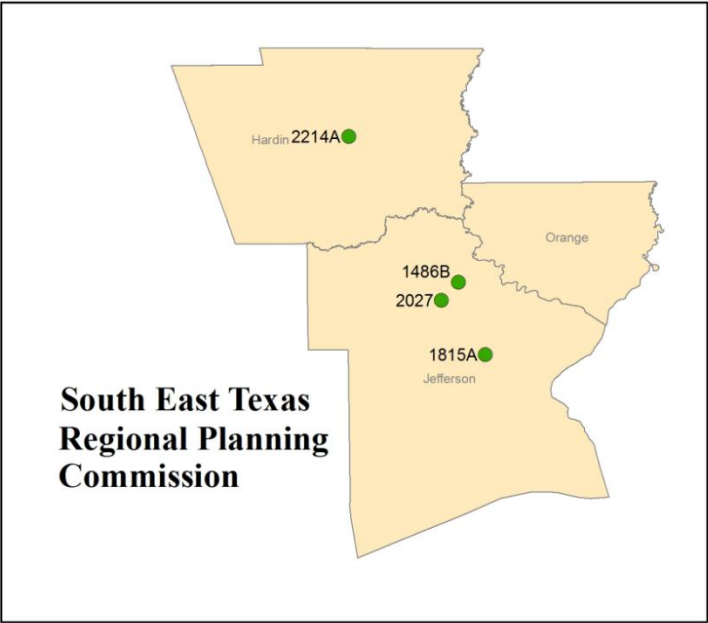 Hardin 2214A
Orange
1486B
2027
1815A
Jefferson
South East Texas
Regional Planning
Commission